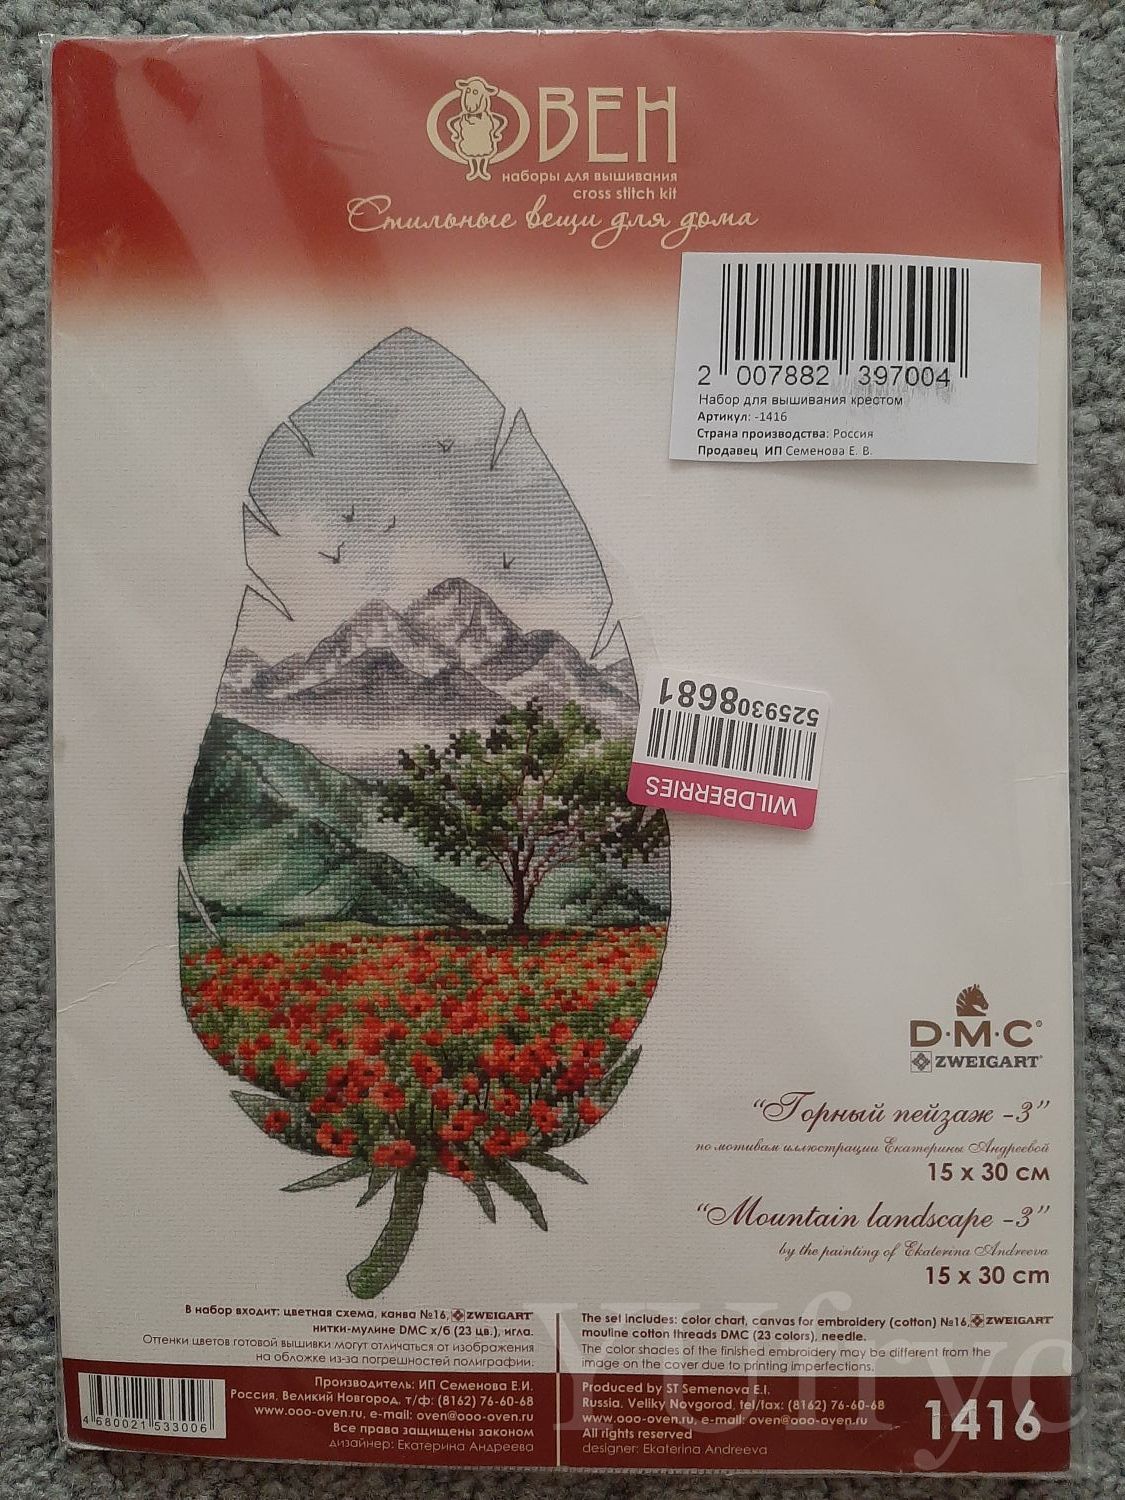 ОВЕН
наборы для вышивания
cross stitch kit
Стильные вещи для дома
2 007882 397004
Набор для вышивания крестом
Артикул: -1416
Страна производства: Россия
Продавец ИП Семенова Е. В.
5259308681
WILDBERRIES
D·M·C®
ZWEIGART®
“Горный пейзаж -3”
по мотивам иллюстрации Екатерины Андреевой
15 х 30 см
“Mountain landscape -3”
by the painting of Ekaterina Andreeva
15 x 30 cm
В набор входит: цветная схема, канва №16, ZWEIGART
нитки-мулине DMC х/б (23 цв.), игла.
Оттенки цветов готовой вышивки могут отличаться от изображения
на обложке из-за погрешностей полиграфии.
The set includes: color chart, canvas for embroidery (cotton) №16, ZWEIGART
mouline cotton threads DMC (23 colors), needle.
The color shades of the finished embroidery may be different from the
image on the cover due to printing imperfections.
4 680021 533006
Производитель: ИП Семенова Е.И.
Россия, Великий Новгород, т/ф: (8162) 76-60-68
www.ooo-oven.ru, e-mail: oven@ooo-oven.ru
Все права защищены законом
дизайнер: Екатерина Андреева
Produced by ST Semenova E.I.
Russia, Veliky Novgorod, tel/fax: (8162) 76-60-68
www.ooo-oven.ru, e-mail: oven@ooo-oven.ru
All rights reserved
designer: Ekaterina Andreeva
1416